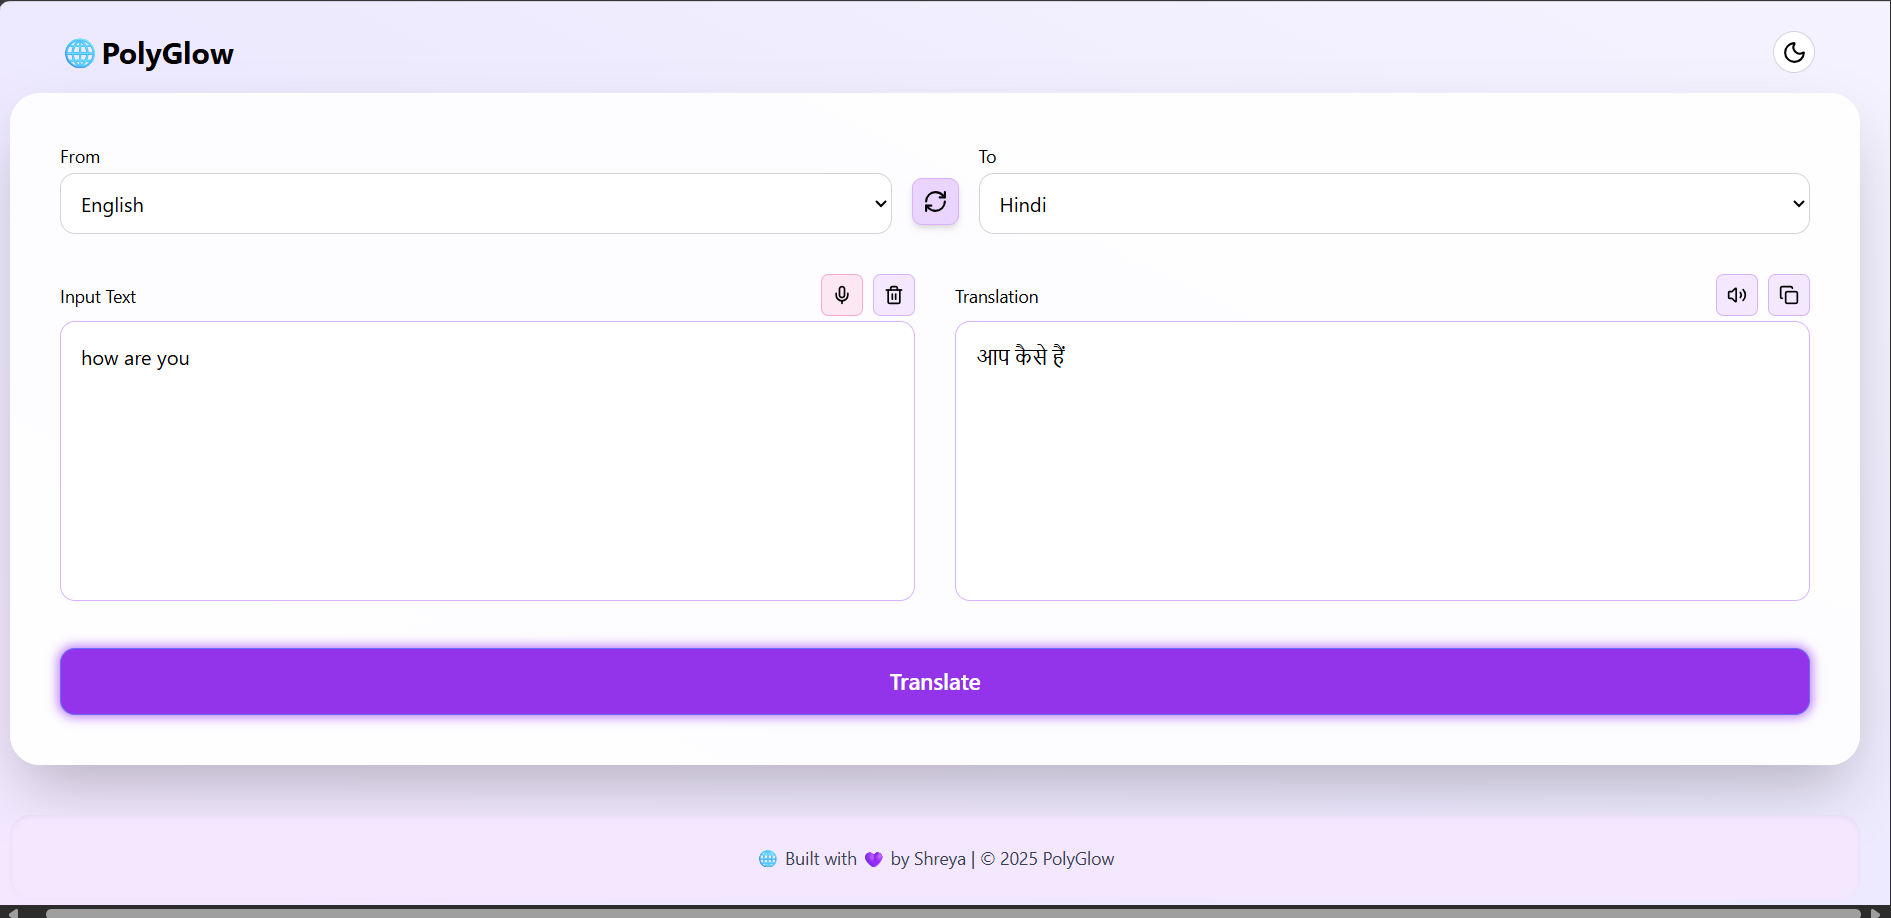 🌐 PolyGlow
From
To
English
Hindi
Input Text
Translation
how are you
आप कैसे हैं
Translate
🌐 Built with 💜 by Shreya | © 2025 PolyGlow